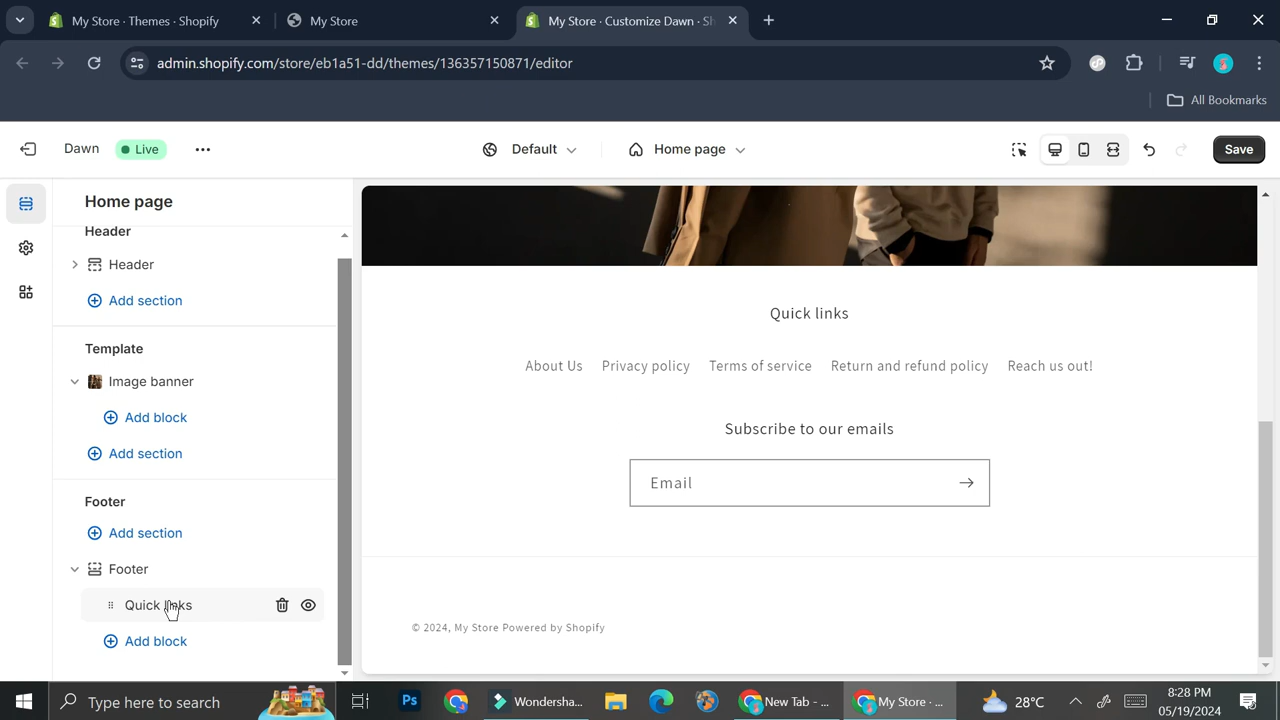 My Store · Themes · Shopify
My Store
My Store · Customize Dawn · Sh
admin.shopify.com/store/eb1a51-dd/themes/136357150871/editor
All Bookmarks
Dawn
Live
Default
Home page
Save
Home page
Header
Header
Add section
Template
Image banner
Add block
Add section
Footer
Add section
Footer
Quick links
Add block
Quick links
About Us Privacy policy Terms of service Return and refund policy Reach us out!
Subscribe to our emails
Email
© 2024, My Store Powered by Shopify
Type here to search
Ps
Wondersha...
New Tab - ...
My Store · ...
28°C
8:28 PM
05/19/2024